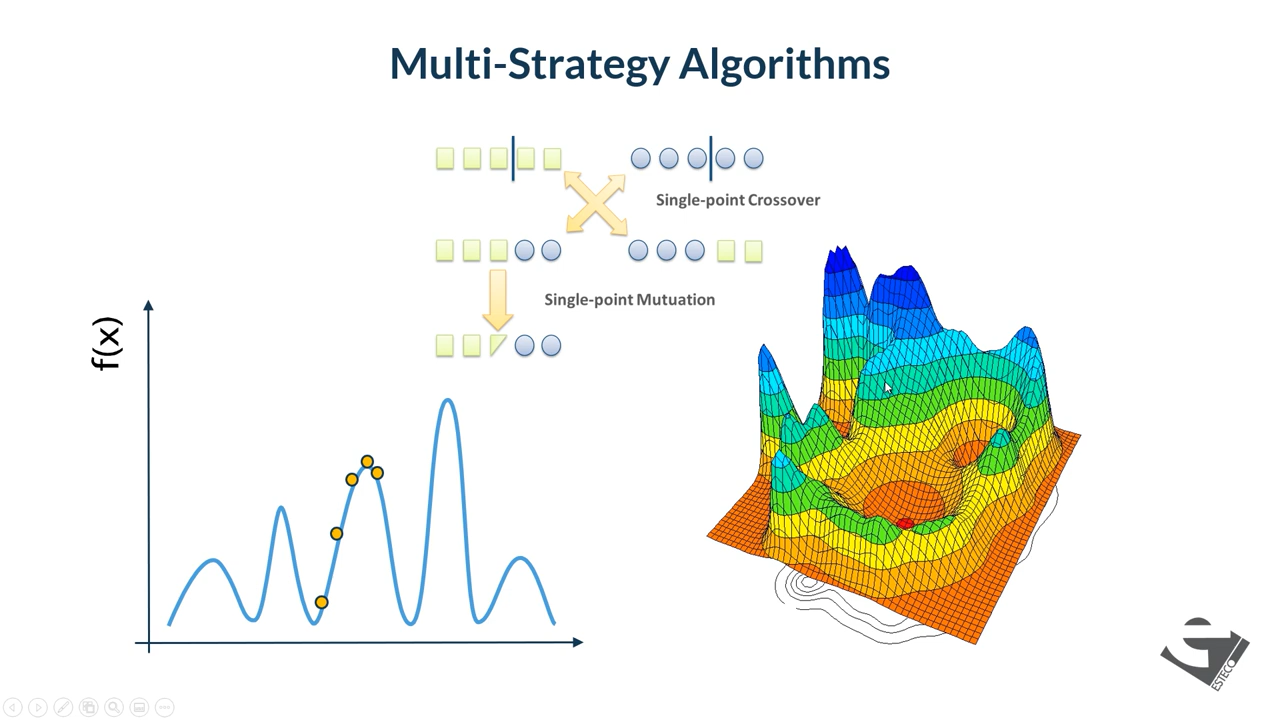 Multi-Strategy Algorithms
Single-point Crossover
Single-point Mutuation
f(x)
ESTECO